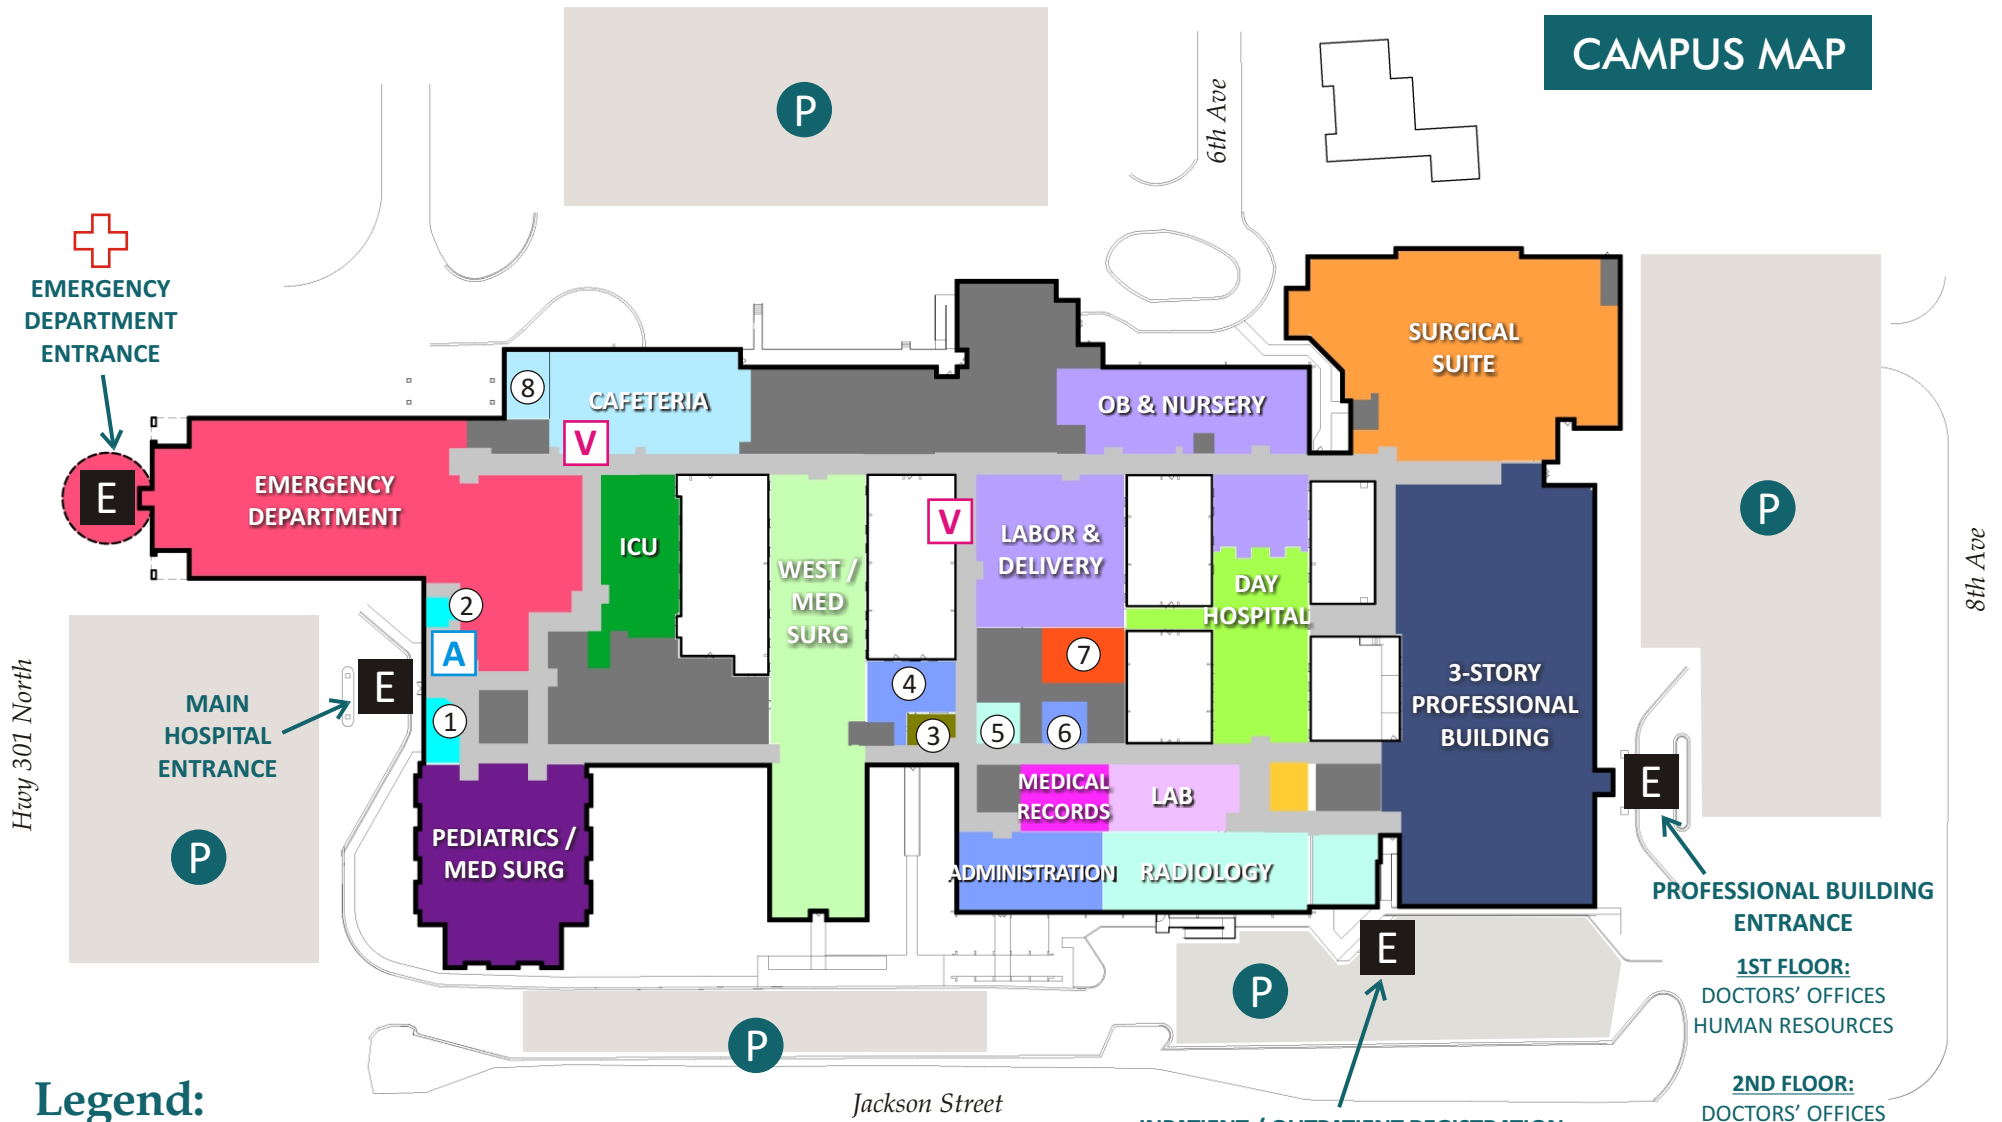 CAMPUS MAP
P
6th Ave
EMERGENCY
DEPARTMENT
ENTRANCE
SURGICAL
SUITE
8
CAFETERIA
OB & NURSERY
V
E
EMERGENCY
DEPARTMENT
ICU
V
LABOR &
DELIVERY
P
WEST /
MED
SURG
DAY
HOSPITAL
8th Ave
2
A
7
E
4
3-STORY
PROFESSIONAL
BUILDING
Hwy 301 North
MAIN
HOSPITAL
ENTRANCE
1
3
5
6
MEDICAL
RECORDS
LAB
E
P
PEDIATRICS /
MED SURG
ADMINISTRATION
RADIOLOGY
PROFESSIONAL BUILDING
ENTRANCE
E
1ST FLOOR:
DOCTORS' OFFICES
HUMAN RESOURCES
P
P
2ND FLOOR:
DOCTORS' OFFICES
Legend:
Jackson Street
INPATIENT / OUTPATIENT REGISTRATION